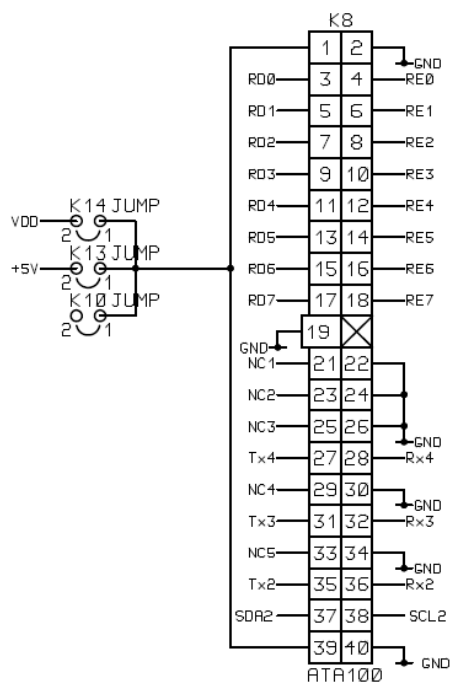 K8
1 2
GND
RD0 3 4 RE0
RD1 5 6 RE1
RD2 7 8 RE2
RD3 9 10 RE3
K14 JUMP
RD4 11 12 RE4
VDD
2 1
RD5 13 14 RE5
K13 JUMP
+5V
RD6 15 16 RE6
2 1
K10 JUMP
RD7 17 18 RE7
2 1
19
GND
NC1 21 22
NC2 23 24
NC3 25 26
GND
Tx4 27 28 Rx4
NC4 29 30
GND
Tx3 31 32 Rx3
NC5 33 34
GND
Tx2 35 36 Rx2
SDA2 37 38 SCL2
39 40
GND
ATA100